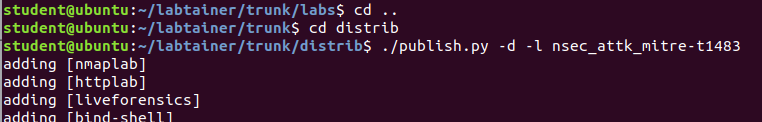 student@ubuntu:~/labtainer/trunk/labs$ cd ..
student@ubuntu:~/labtainer/trunk$ cd distrib
student@ubuntu:~/labtainer/trunk/distrib$ ./publish.py -d -l nsec_attk_mitre-t1483
adding [nmaplab]
adding [httplab]
adding [liveforensics]
adding [bind-shell]